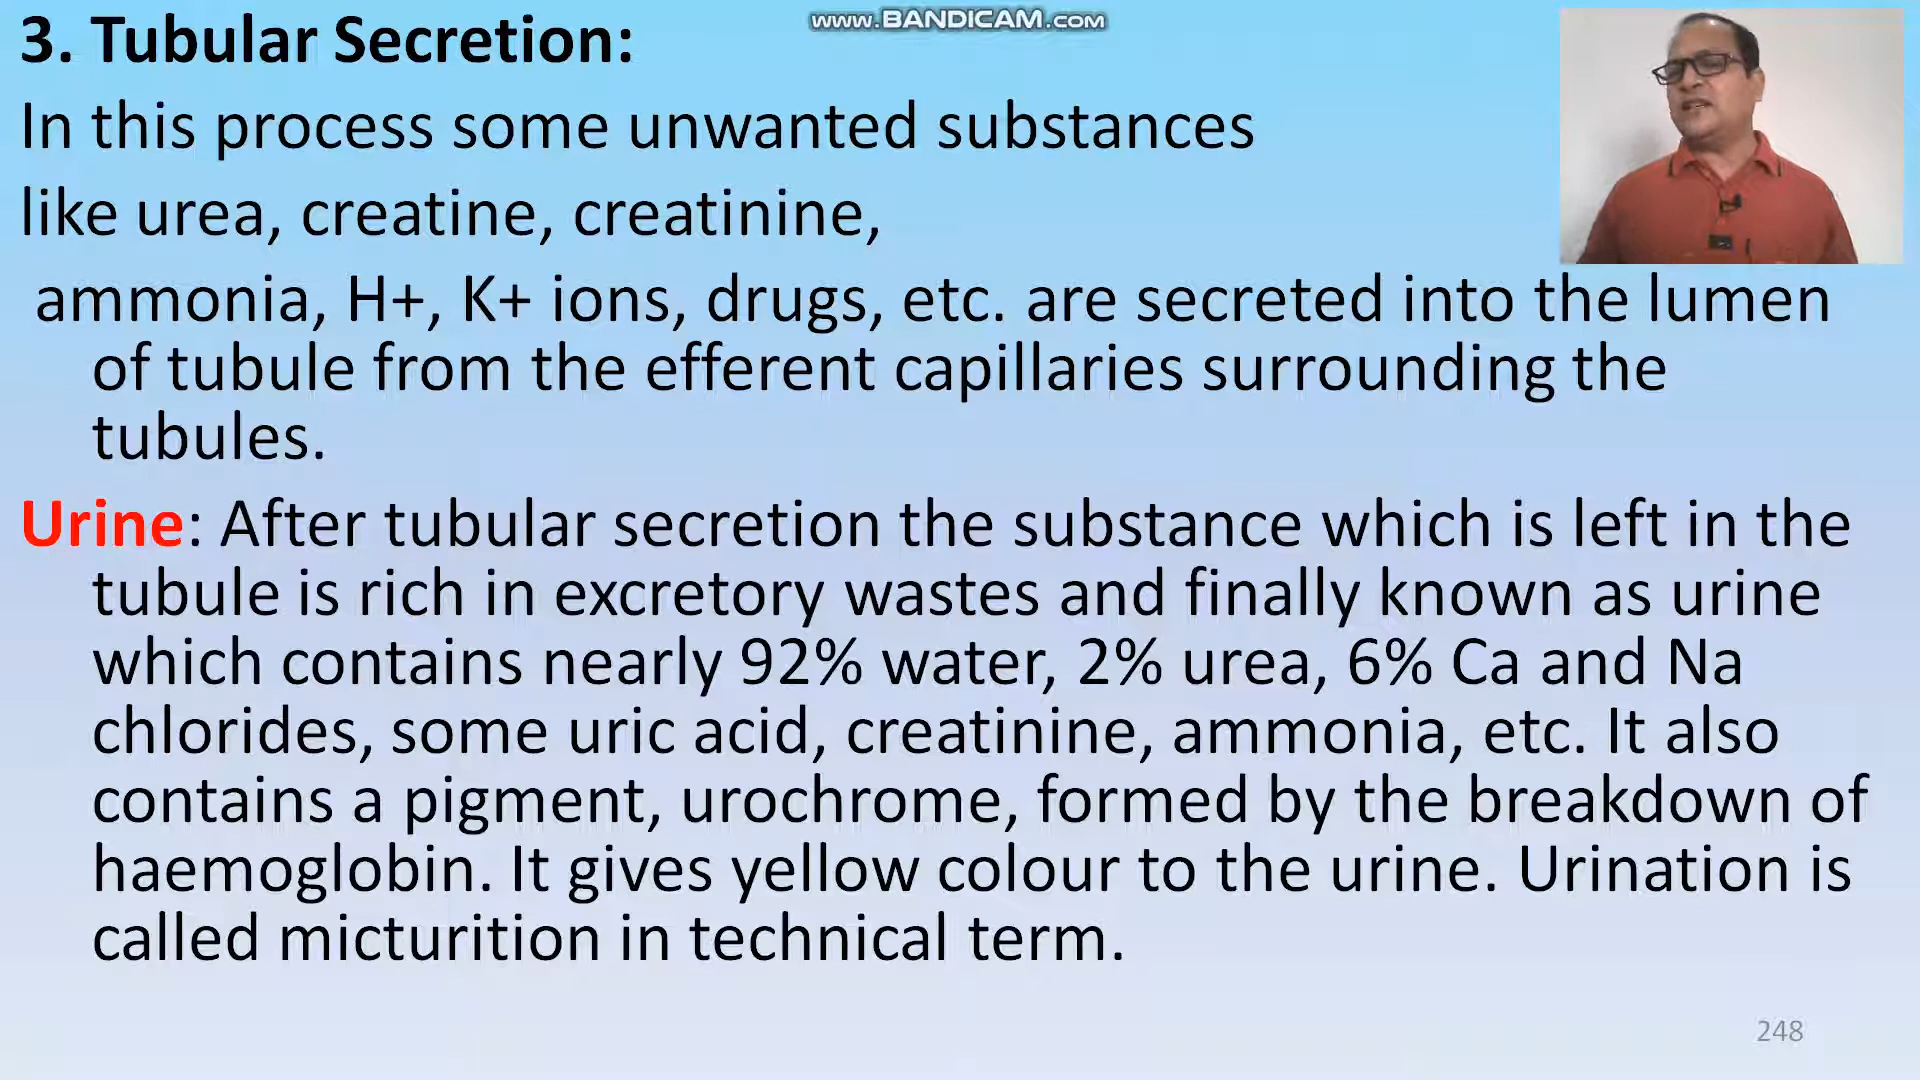 www.BANDICAM.com
3. Tubular Secretion:
In this process some unwanted substances
like urea, creatine, creatinine,
ammonia, H+, K+ ions, drugs, etc. are secreted into the lumen
of tubule from the efferent capillaries surrounding the
tubules.
Urine: After tubular secretion the substance which is left in the
tubule is rich in excretory wastes and finally known as urine
which contains nearly 92% water, 2% urea, 6% Ca and Na
chlorides, some uric acid, creatinine, ammonia, etc. It also
contains a pigment, urochrome, formed by the breakdown of
haemoglobin. It gives yellow colour to the urine. Urination is
called micturition in technical term.
248